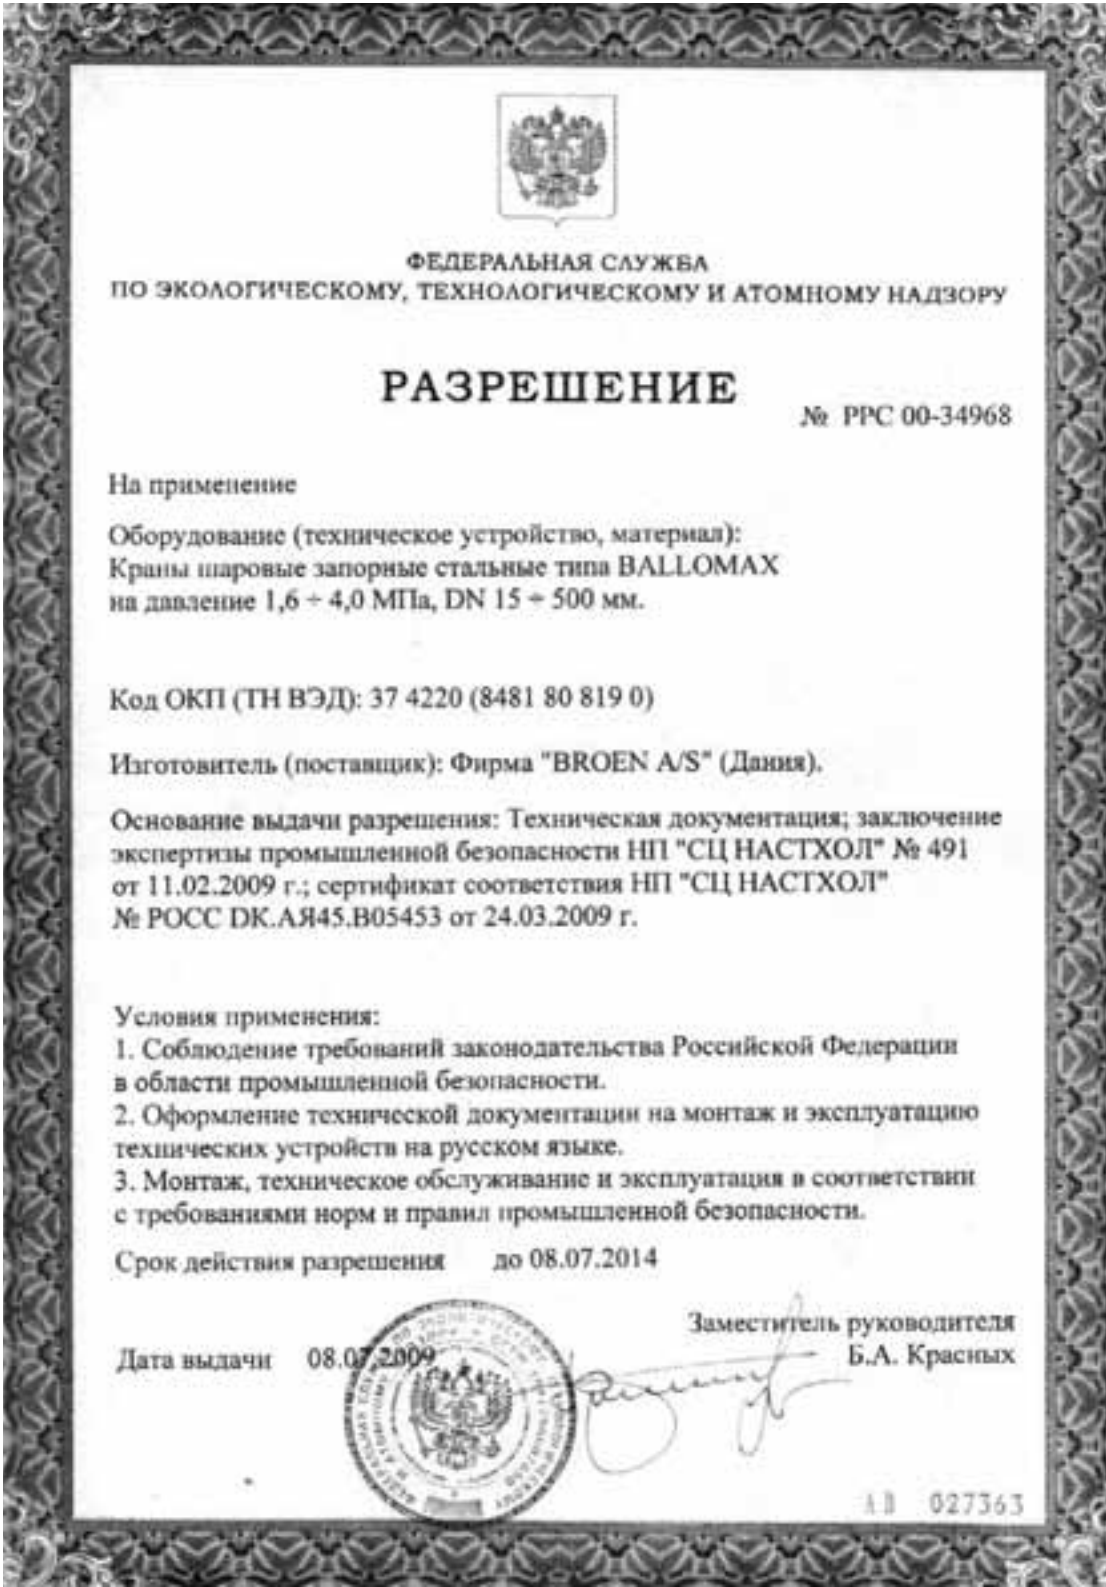 ФЕДЕРАЛЬНАЯ СЛУЖБА
ПО ЭКОЛОГИЧЕСКОМУ, ТЕХНОЛОГИЧЕСКОМУ И АТОМНОМУ НАДЗОРУ
РАЗРЕШЕНИЕ
№ РРС 00-34968
На применение
Оборудование (техническое устройство, материал):
Краны шаровые запорные стальные типа BALLOMAX
на давление 1,6 ÷ 4,0 МПа, DN 15 ÷ 500 мм.
Код ОКП (ТН ВЭД): 37 4220 (8481 80 819 0)
Изготовитель (поставщик): Фирма "BROEN A/S" (Дания).
Основание выдачи разрешения: Техническая документация; заключение
экспертизы промышленной безопасности НП "СЦ НАСТХОЛ" № 491
от 11.02.2009 г.; сертификат соответствия НП "СЦ НАСТХОЛ"
№ РОСС DK.АЯ45.В05453 от 24.03.2009 г.
Условия применения:
1. Соблюдение требований законодательства Российской Федерации
в области промышленной безопасности.
2. Оформление технической документации на монтаж и эксплуатацию
технических устройств на русском языке.
3. Монтаж, техническое обслуживание и эксплуатация в соответствии
с требованиями норм и правил промышленной безопасности.
Срок действия разрешения до 08.07.2014
Заместитель руководителя
Дата выдачи 08.07.2009 Б.А. Красных
АВ 027363